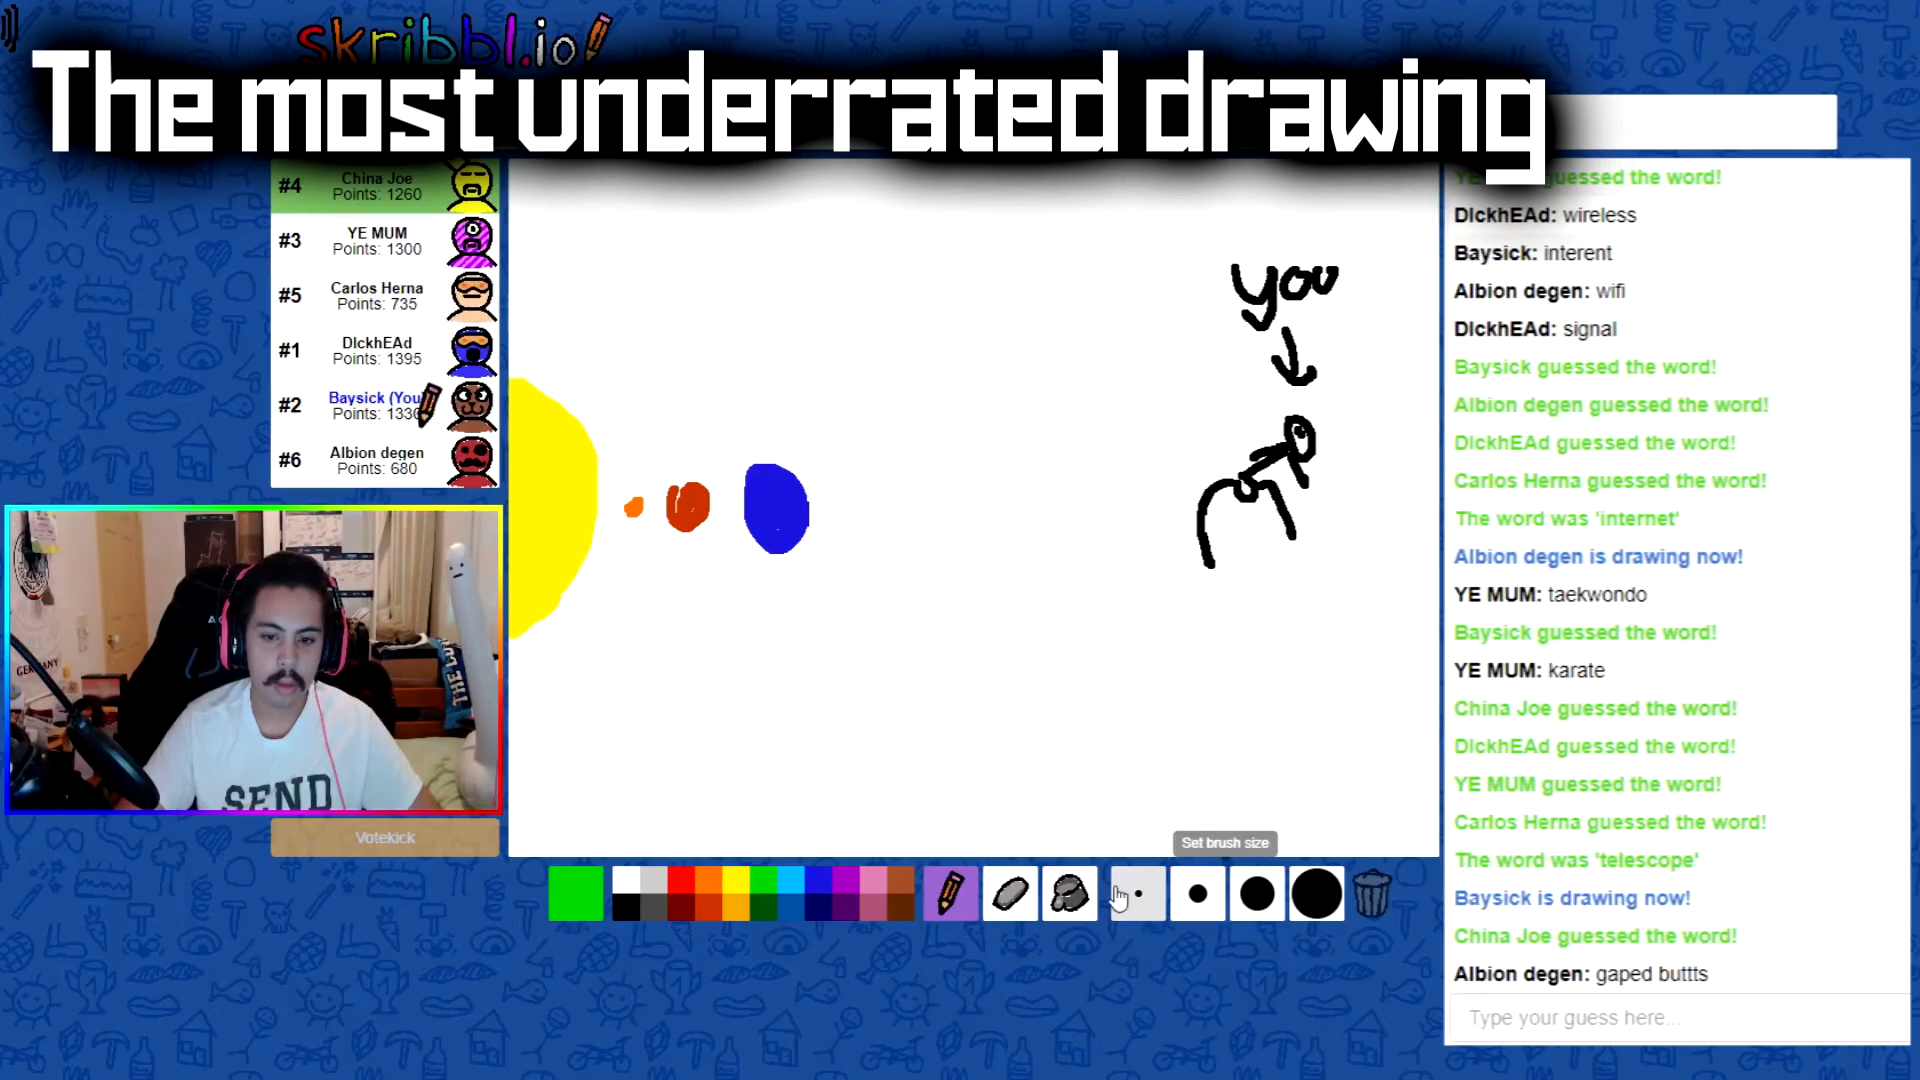 skribbl.io
The most underrated drawing
#4 China Joe
Points: 1260
#3 YE MUM
Points: 1300
#5 Carlos Herna
Points: 735
#1 DIckhEAd
Points: 1395
#2 Baysick (You
Points: 1330
#6 Albion degen
Points: 680
you
GERMANY
THE
SEND
Votekick
Set brush size
guessed the word!
DIckhEAd: wireless
Baysick: interent
Albion degen: wifi
DIckhEAd: signal
Baysick guessed the word!
Albion degen guessed the word!
DIckhEAd guessed the word!
Carlos Herna guessed the word!
The word was 'internet'
Albion degen is drawing now!
YE MUM: taekwondo
Baysick guessed the word!
YE MUM: karate
China Joe guessed the word!
DIckhEAd guessed the word!
YE MUM guessed the word!
Carlos Herna guessed the word!
The word was 'telescope'
Baysick is drawing now!
China Joe guessed the word!
Albion degen: gaped buttts
Type your guess here...